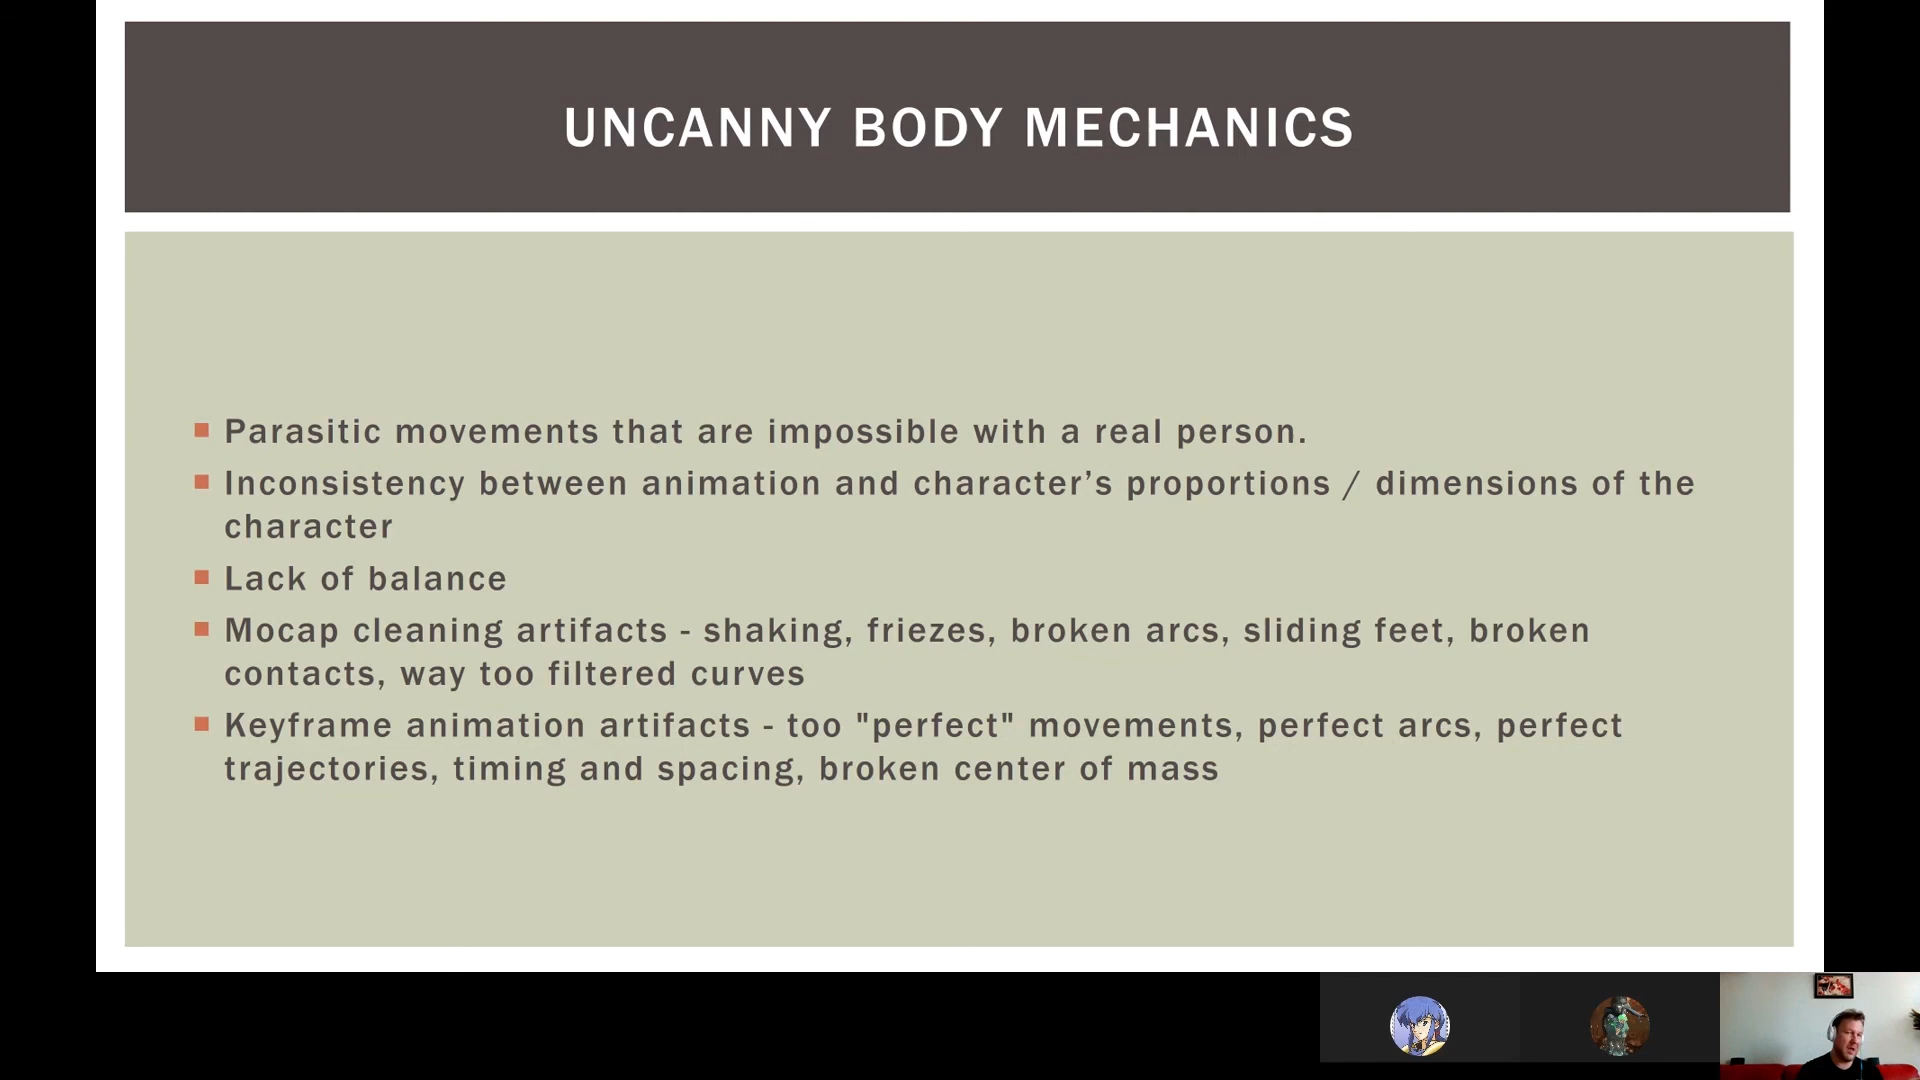 UNCANNY BODY MECHANICS
Parasitic movements that are impossible with a real person.
Inconsistency between animation and character’s proportions / dimensions of the
character
Lack of balance
Mocap cleaning artifacts - shaking, friezes, broken arcs, sliding feet, broken
contacts, way too filtered curves
Keyframe animation artifacts - too "perfect" movements, perfect arcs, perfect
trajectories, timing and spacing, broken center of mass